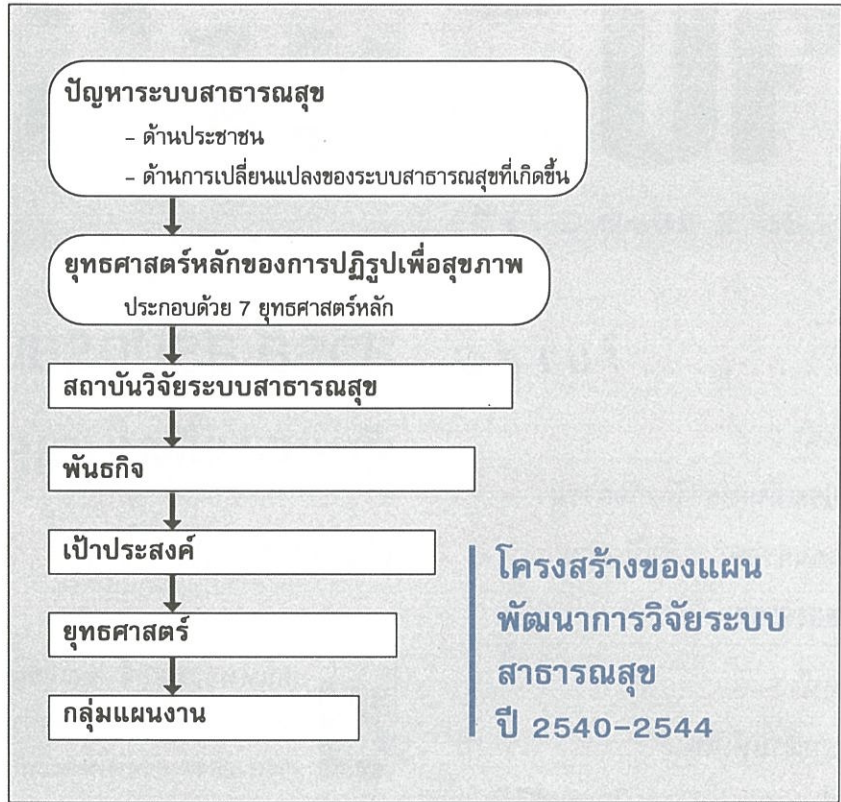 ปัญหาระบบสาธารณสุข
– ด้านประชาชน
– ด้านการเปลี่ยนแปลงของระบบสาธารณสุขที่เกิดขึ้น
ยุทธศาสตร์หลักของการปฏิรูปเพื่อสุขภาพ
ประกอบด้วย 7 ยุทธศาสตร์หลัก
สถาบันวิจัยระบบสาธารณสุข
พันธกิจ
เป้าประสงค์
ยุทธศาสตร์
กลุ่มแผนงาน
โครงสร้างของแผน
พัฒนาการวิจัยระบบ
สาธารณสุข
ปี 2540–2544